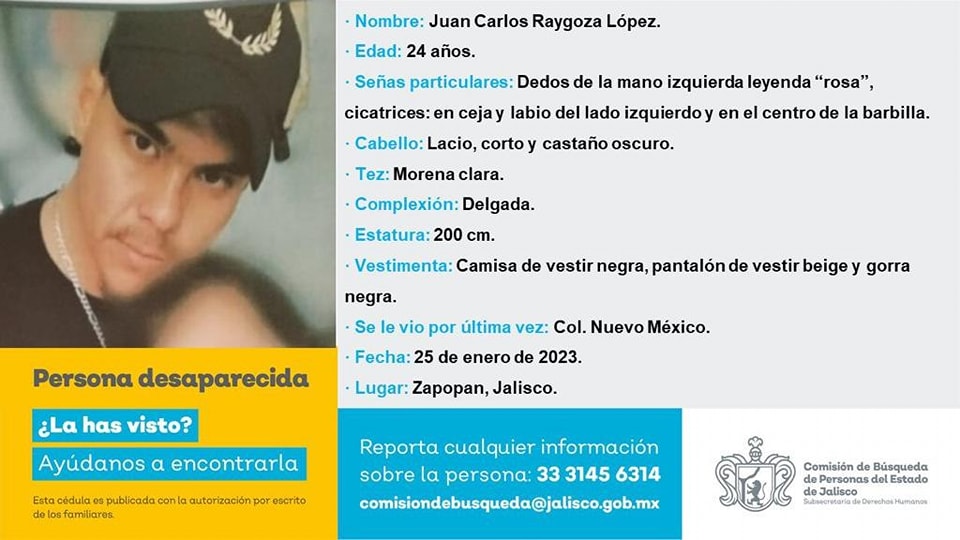 · Nombre: Juan Carlos Raygoza López.
· Edad: 24 años.
· Señas particulares: Dedos de la mano izquierda leyenda “rosa”,
cicatrices: en ceja y labio del lado izquierdo y en el centro de la barbilla.
· Cabello: Lacio, corto y castaño oscuro.
· Tez: Morena clara.
· Complexión: Delgada.
· Estatura: 200 cm.
· Vestimenta: Camisa de vestir negra, pantalón de vestir beige y gorra
negra.
· Se le vio por última vez: Col. Nuevo México.
· Fecha: 25 de enero de 2023.
· Lugar: Zapopan, Jalisco.
Persona desaparecida
¿La has visto?
Ayúdanos a encontrarla
Esta cédula es publicada con la autorización por escrito
de los familiares.
Reporta cualquier información
sobre la persona: 33 3145 6314
comisiondebusqueda@jalisco.gob.mx
Comisión de Búsqueda
de Personas del Estado
de Jalisco
Subsecretaría de Derechos Humanos